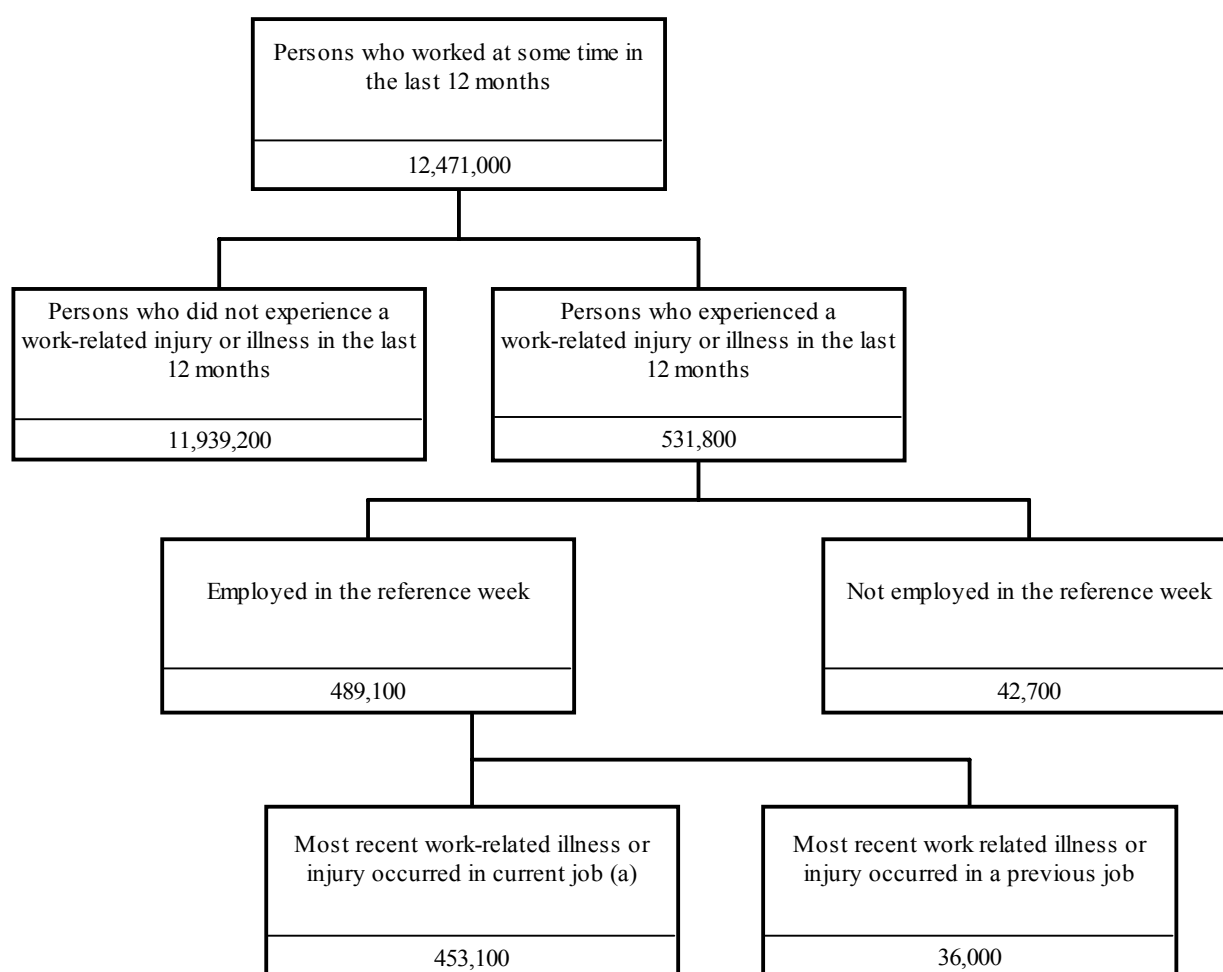 Persons who worked at some time in
the last 12 months
12,471,000
Persons who did not experience a
work-related injury or illness in the last
12 months
11,939,200
Persons who experienced a
work-related injury or illness in the last
12 months
531,800
Employed in the reference week
489,100
Not employed in the reference week
42,700
Most recent work-related illness or
injury occurred in current job (a)
453,100
Most recent work related illness or
injury occurred in a previous job
36,000